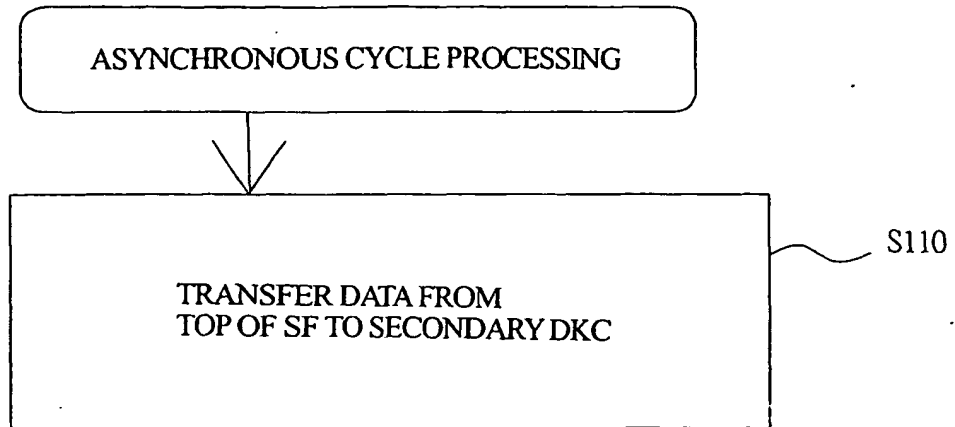 ASYNCHRONOUS CYCLE PROCESSING
S110
TRANSFER DATA FROM
TOP OF SF TO SECONDARY DKC